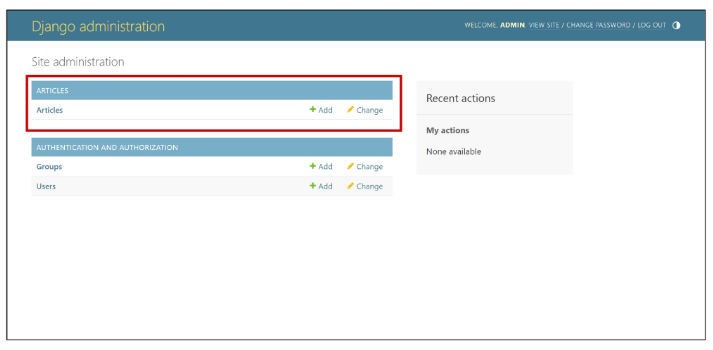 Django administration
WELCOME, ADMIN. VIEW SITE / CHANGE PASSWORD / LOG OUT
Site administration
ARTICLES
Articles + Add Change
AUTHENTICATION AND AUTHORIZATION
Groups + Add Change
Users + Add Change
Recent actions
My actions
None available